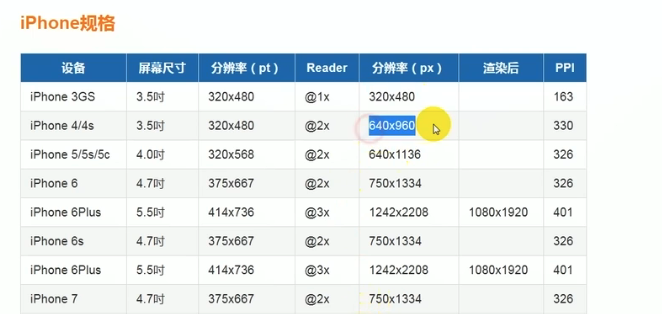 iPhone规格
设备 屏幕尺寸 分辨率（pt） Reader 分辨率（px） 渲染后 PPI
iPhone 3GS 3.5吋 320x480 @1x 320x480 163
iPhone 4/4s 3.5吋 320x480 @2x 640x960 330
iPhone 5/5s/5c 4.0吋 320x568 @2x 640x1136 326
iPhone 6 4.7吋 375x667 @2x 750x1334 326
iPhone 6Plus 5.5吋 414x736 @3x 1242x2208 1080x1920 401
iPhone 6s 4.7吋 375x667 @2x 750x1334 326
iPhone 6Plus 5.5吋 414x736 @3x 1242x2208 1080x1920 401
iPhone 7 4.7吋 375x667 @2x 750x1334 326